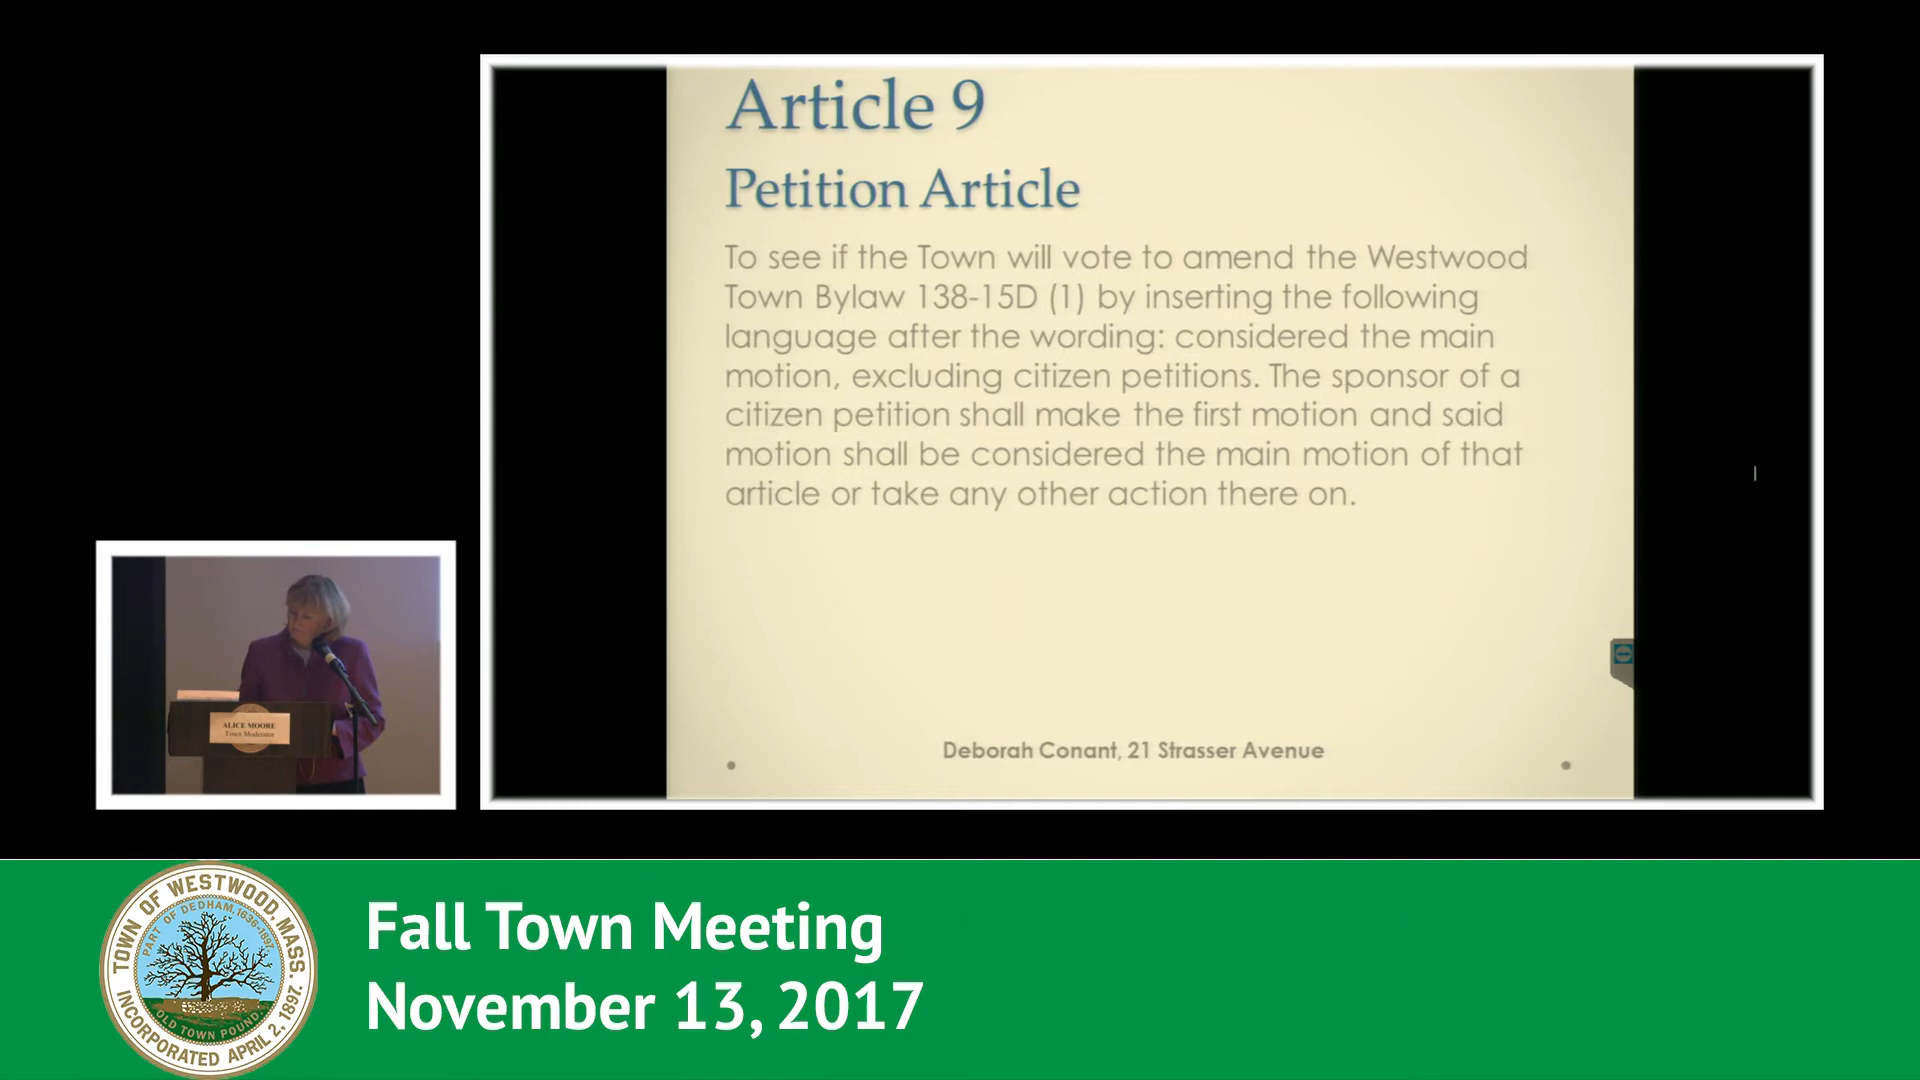 Article 9
Petition Article
To see if the Town will vote to amend the Westwood
Town Bylaw 138-15D (1) by inserting the following
language after the wording: considered the main
motion, excluding citizen petitions. The sponsor of a
citizen petition shall make the first motion and said
motion shall be considered the main motion of that
article or take any other action there on.
Deborah Conant, 21 Strasser Avenue
ALICE MOORE
Town Moderator
TOWN OF WESTWOOD, MASS.
PART OF DEDHAM, 1636-1897.
OLD TOWN POUND.
INCORPORATED APRIL 2, 1897.
Fall Town Meeting
November 13, 2017